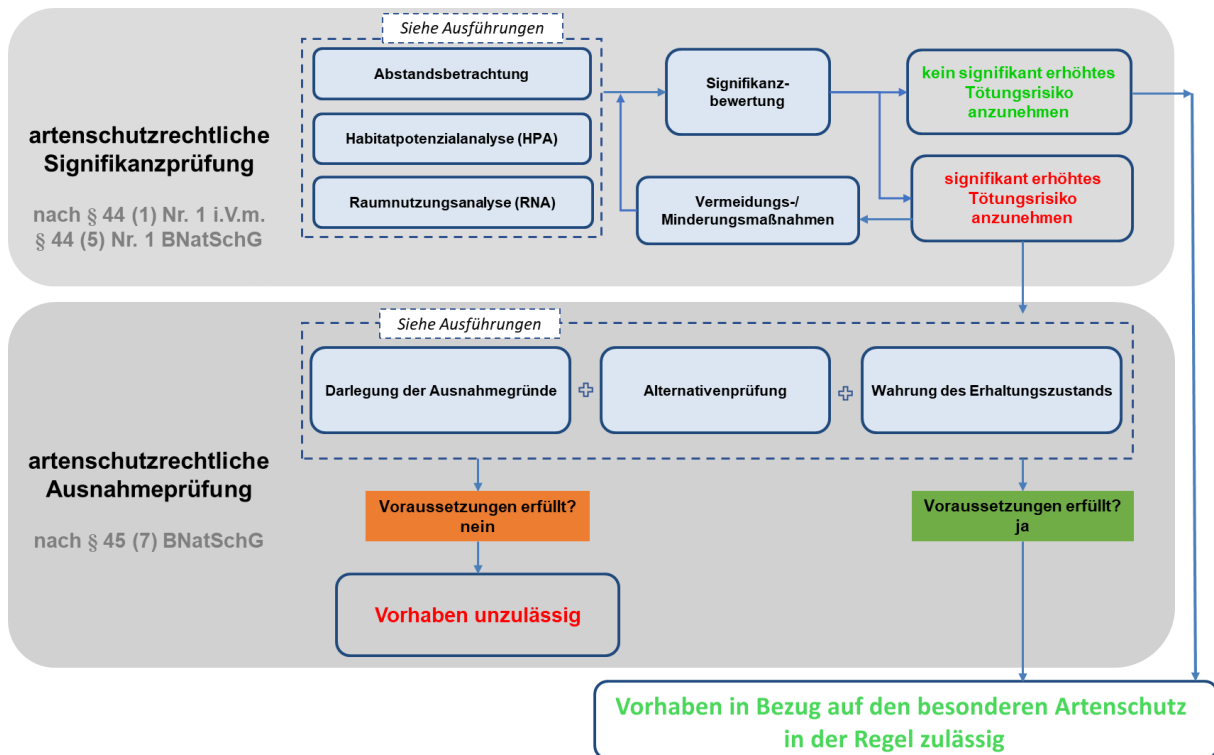 Siehe Ausführungen
Abstandsbetrachtung
Habitatpotenzialanalyse (HPA)
Raumnutzungsanalyse (RNA)
Signifikanz-
bewertung
Vermeidungs-/
Minderungsmaßnahmen
kein signifikant erhöhtes
Tötungsrisiko
anzunehmen
signifikant erhöhtes
Tötungsrisiko
anzunehmen
artenschutzrechtliche
Signifikanzprüfung
nach § 44 (1) Nr. 1 i.V.m.
§ 44 (5) Nr. 1 BNatSchG
Siehe Ausführungen
Darlegung der Ausnahmegründe
Alternativenprüfung
Wahrung des Erhaltungszustands
artenschutzrechtliche
Ausnahmeprüfung
nach § 45 (7) BNatSchG
Voraussetzungen erfüllt?
nein
Voraussetzungen erfüllt?
ja
Vorhaben unzulässig
Vorhaben in Bezug auf den besonderen Artenschutz
in der Regel zulässig